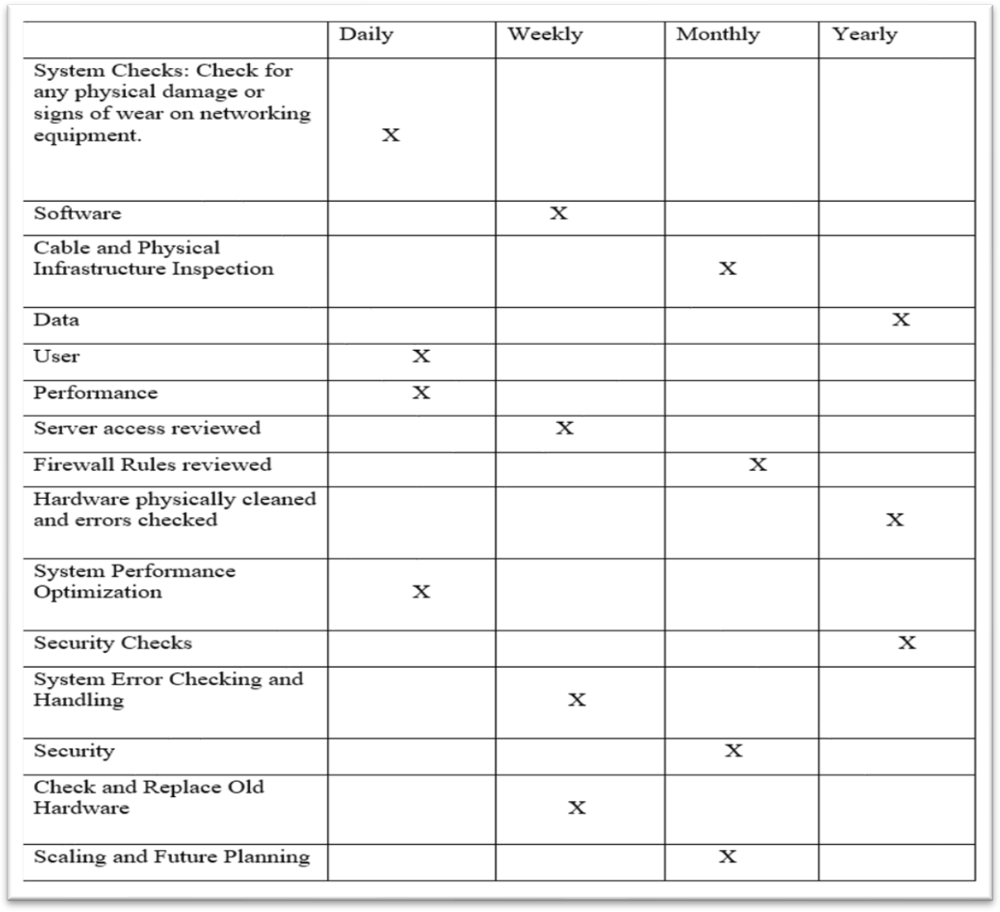 Daily Weekly Monthly Yearly
System Checks: Check for
any physical damage or
signs of wear on networking
equipment. X
Software X
Cable and Physical
Infrastructure Inspection X
Data X
User X
Performance X
Server access reviewed X
Firewall Rules reviewed X
Hardware physically cleaned
and errors checked X
System Performance
Optimization X
Security Checks X
System Error Checking and
Handling X
Security X
Check and Replace Old
Hardware X
Scaling and Future Planning X